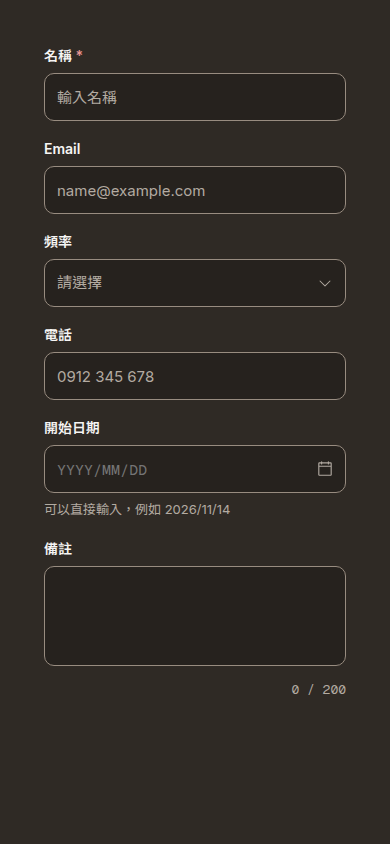 名稱 *
輸入名稱
Email
name@example.com
頻率
請選擇
電話
0912 345 678
開始日期
YYYY/MM/DD
可以直接輸入，例如 2026/11/14
備註
0 / 200